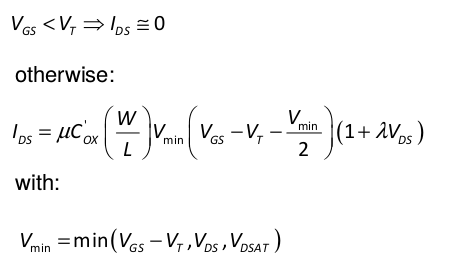 V_GS < V_T ⇒ I_DS ≅ 0
otherwise:
I_DS = μC'_OX (W/L) V_min (V_GS − V_T − V_min/2) (1 + λV_DS)
with:
V_min = min(V_GS − V_T, V_DS, V_DSAT)